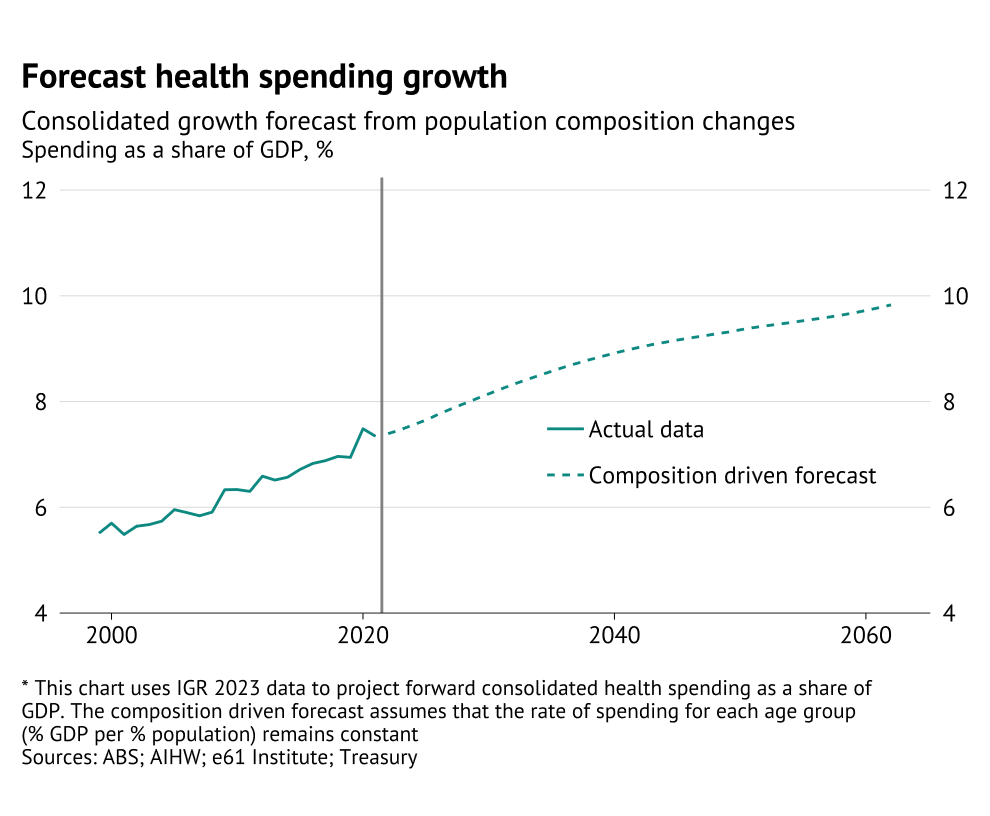 Forecast health spending growth
Consolidated growth forecast from population composition changes
Spending as a share of GDP, %
12 12
10 10
8 8
Actual data
Composition driven forecast
6 6
4 4
2000 2020 2040 2060
* This chart uses IGR 2023 data to project forward consolidated health spending as a share of
GDP. The composition driven forecast assumes that the rate of spending for each age group
(% GDP per % population) remains constant
Sources: ABS; AIHW; e61 Institute; Treasury